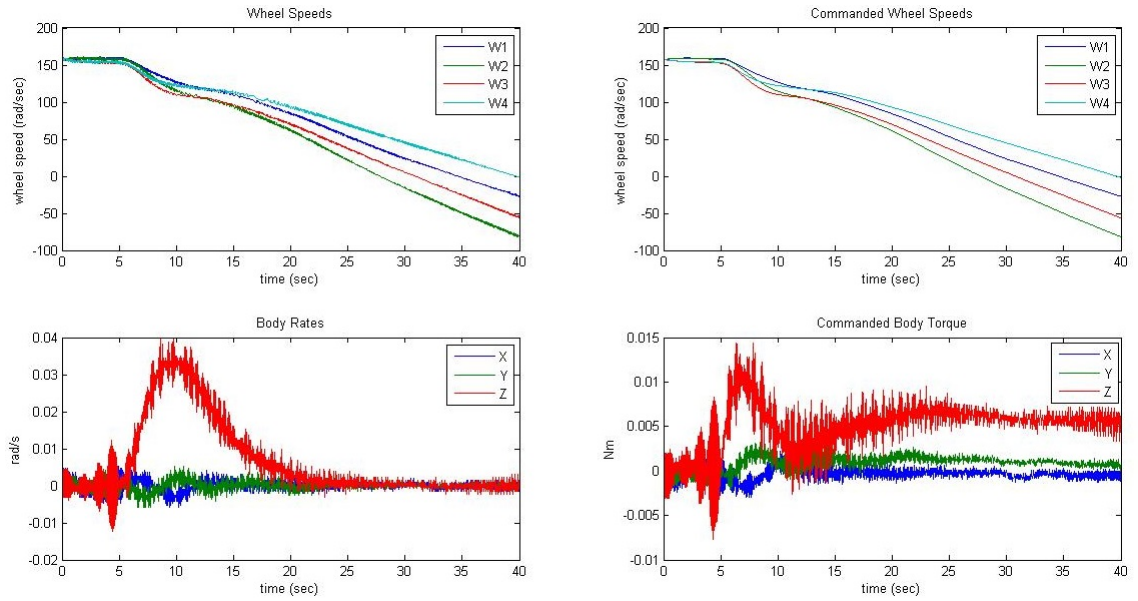 Wheel Speeds
200
150
100
50
0
-50
-100
wheel speed (rad/sec)
0 5 10 15 20 25 30 35 40
time (sec)
W1
W2
W3
W4
Commanded Wheel Speeds
200
150
100
50
0
-50
-100
wheel speed (rad/sec)
0 5 10 15 20 25 30 35 40
time (sec)
W1
W2
W3
W4
Body Rates
0.04
0.03
0.02
0.01
0
-0.01
-0.02
rad/s
0 5 10 15 20 25 30 35 40
time (sec)
X
Y
Z
Commanded Body Torque
0.015
0.01
0.005
0
-0.005
-0.01
Nm
0 5 10 15 20 25 30 35 40
time (sec)
X
Y
Z